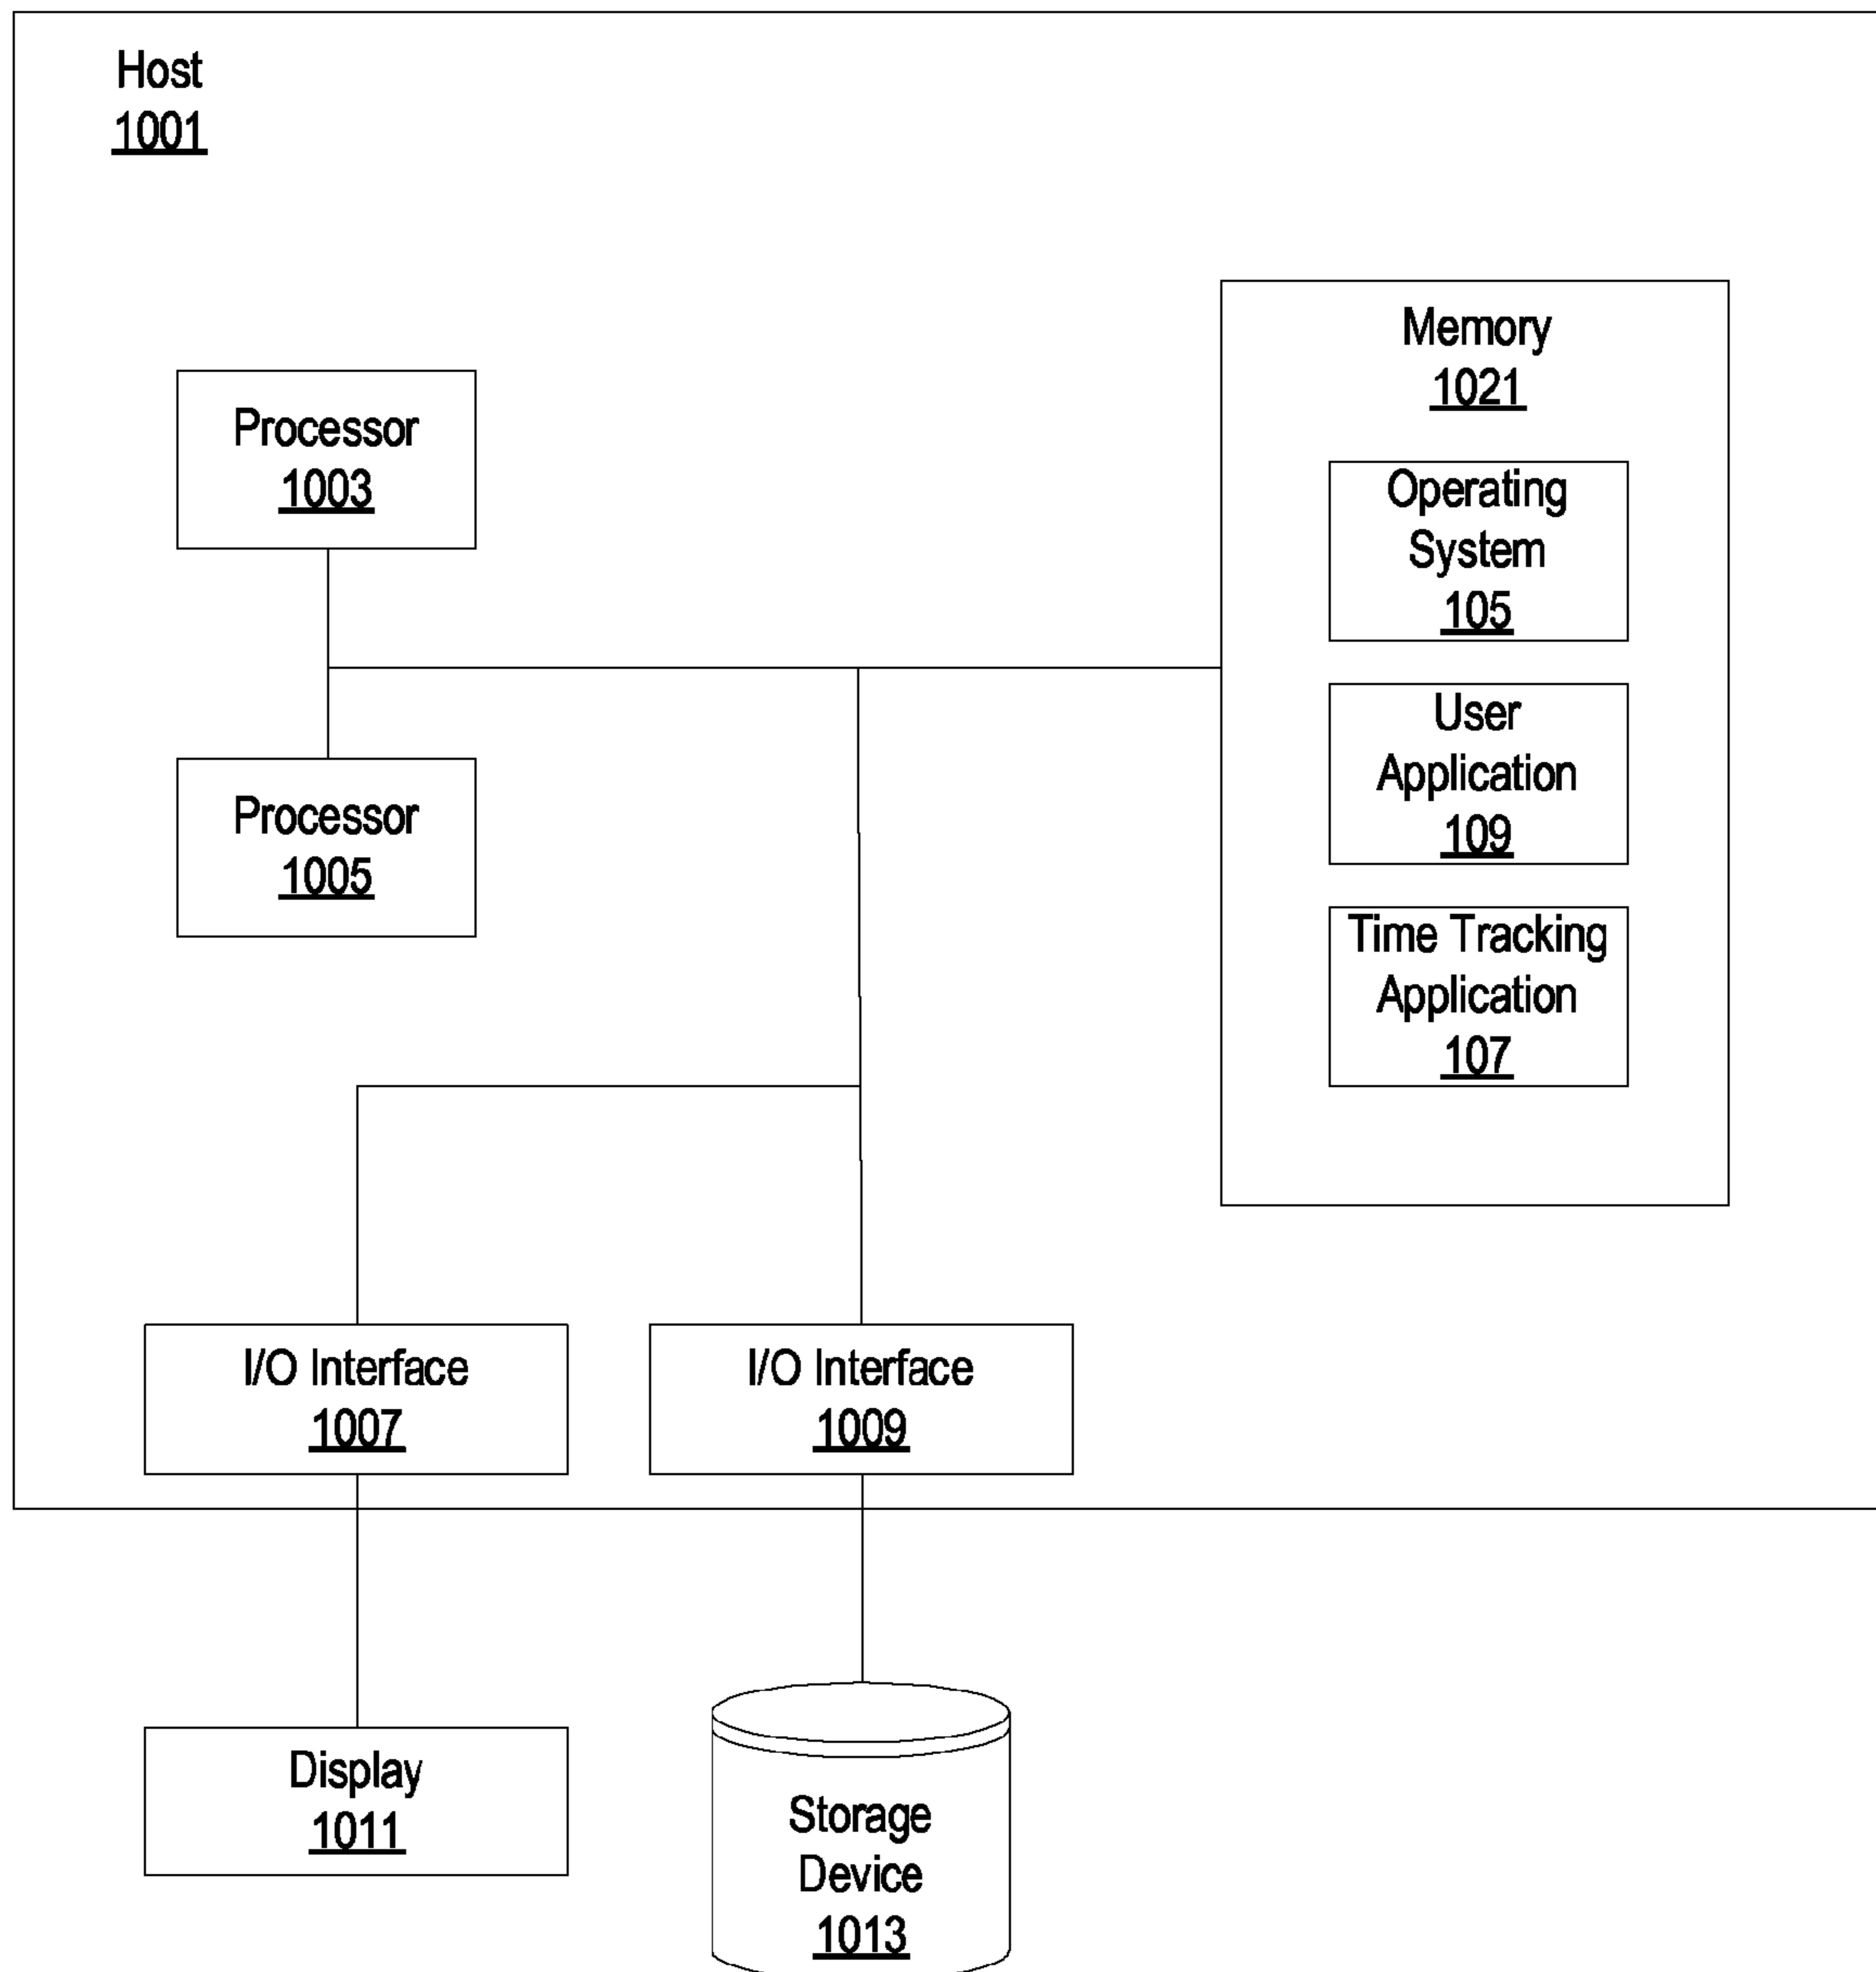 Host
1001
Memory
1021
Processor
1003
Operating
System
105
User
Application
109
Processor
1005
Time Tracking
Application
107
I/O Interface
1007
I/O Interface
1009
Display
1011
Storage
Device
1013